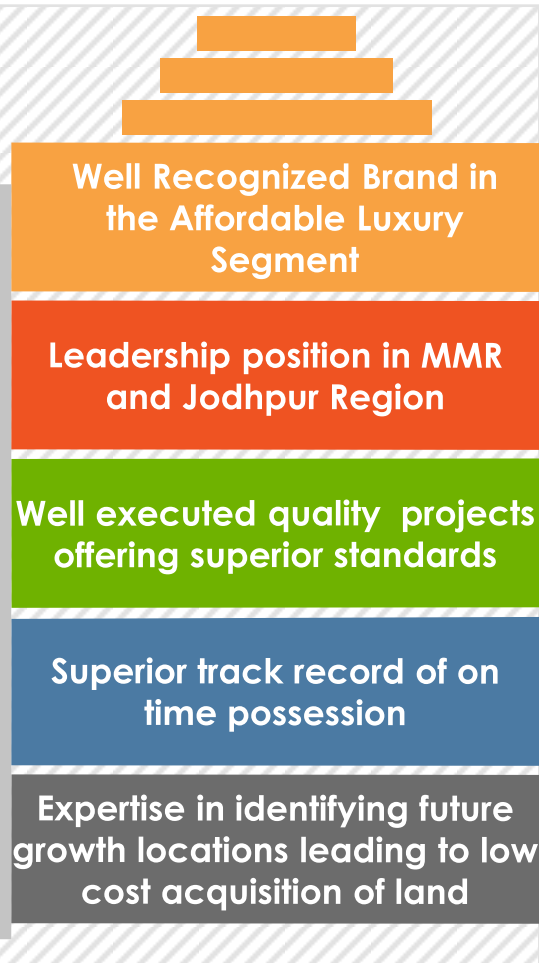 Well Recognized Brand in
the Affordable Luxury
Segment
Leadership position in MMR
and Jodhpur Region
Well executed quality  projects
offering superior standards
Superior track record of on
time possession
Expertise in identifying future
growth locations leading to low
cost acquisition of land